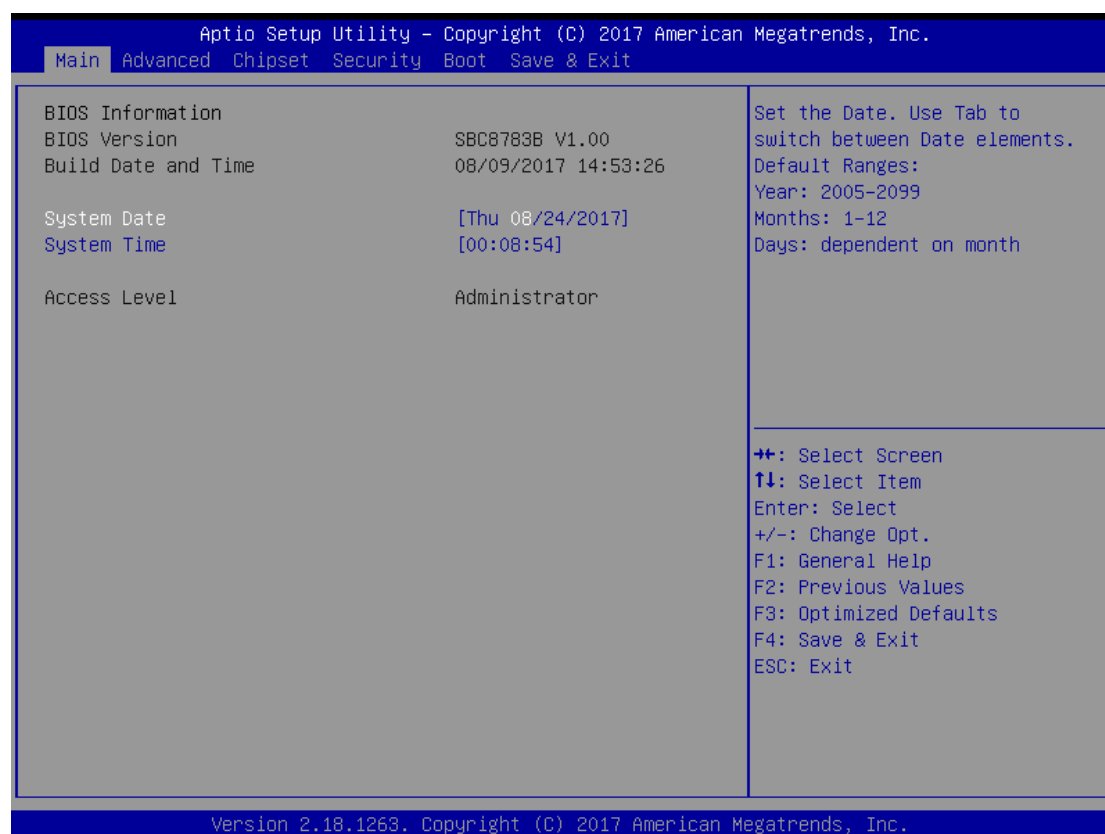 Aptio Setup Utility – Copyright (C) 2017 American Megatrends, Inc.
Main Advanced Chipset Security Boot Save & Exit
BIOS Information
BIOS Version SBC8783B V1.00
Build Date and Time 08/09/2017 14:53:26
System Date [Thu 08/24/2017]
System Time [00:08:54]
Access Level Administrator
Set the Date. Use Tab to
switch between Date elements.
Default Ranges:
Year: 2005-2099
Months: 1-12
Days: dependent on month
→←: Select Screen
↑↓: Select Item
Enter: Select
+/-: Change Opt.
F1: General Help
F2: Previous Values
F3: Optimized Defaults
F4: Save & Exit
ESC: Exit
Version 2.18.1263. Copyright (C) 2017 American Megatrends, Inc.